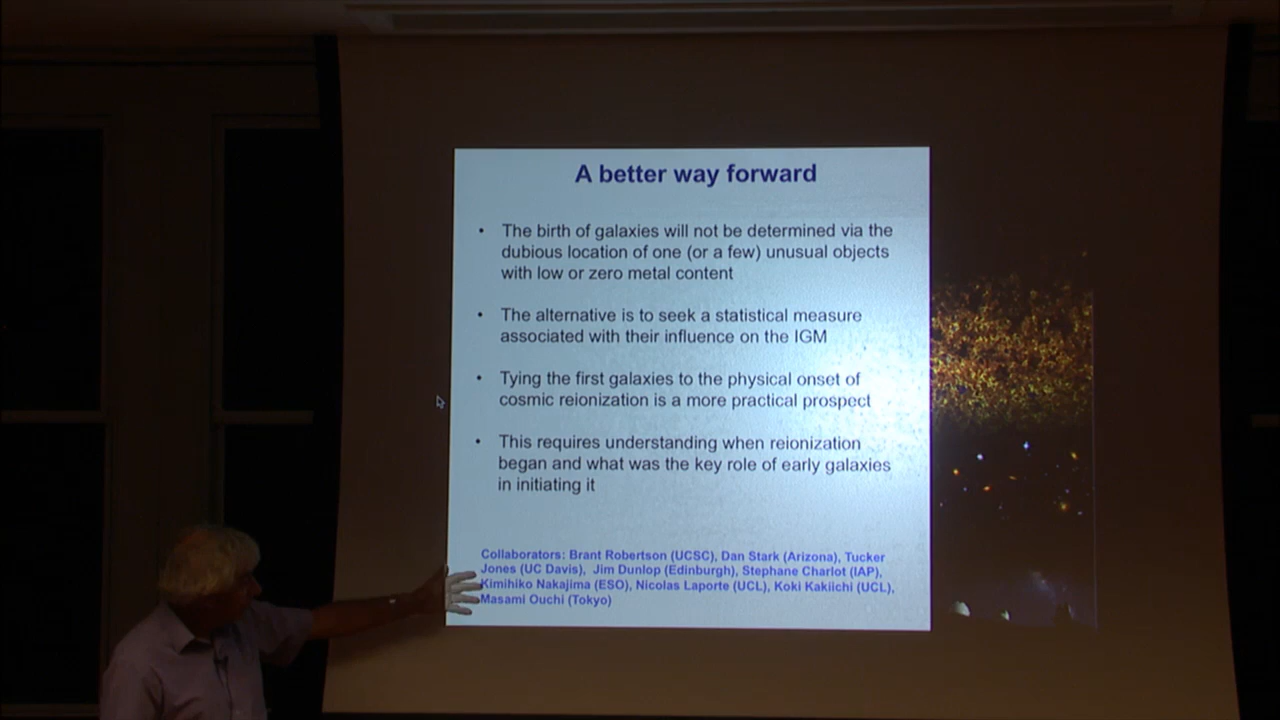 A better way forward
• The birth of galaxies will not be determined via the
dubious location of one (or a few) unusual objects
with low or zero metal content
• The alternative is to seek a statistical measure
associated with their influence on the IGM
• Tying the first galaxies to the physical onset of
cosmic reionization is a more practical prospect
• This requires understanding when reionization
began and what was the key role of early galaxies
in initiating it
Collaborators: Brant Robertson (UCSC), Dan Stark (Arizona), Tucker
Jones (UC Davis), Jim Dunlop (Edinburgh), Stephane Charlot (IAP),
Kimihiko Nakajima (ESO), Nicolas Laporte (UCL), Koki Kakiichi (UCL),
Masami Ouchi (Tokyo)